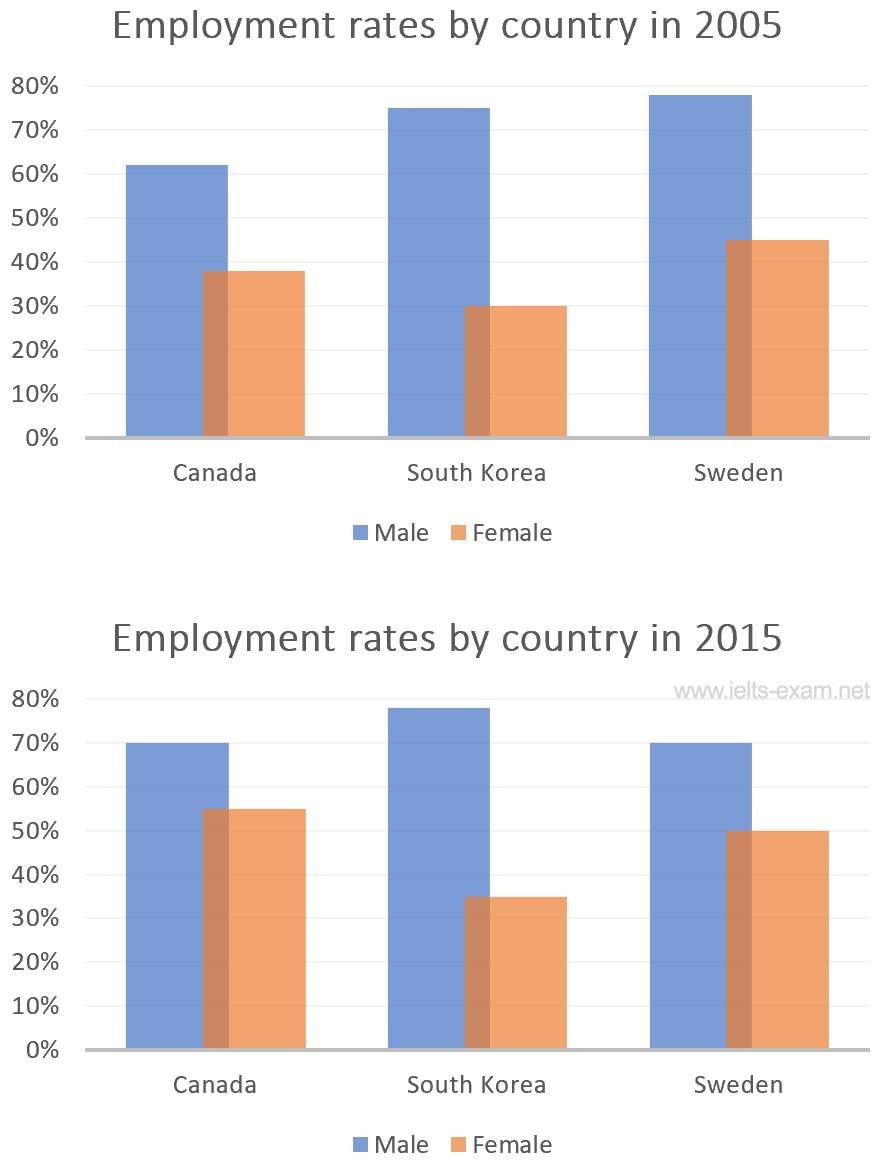 Employment rates by country in 2005
80%
70%
60%
50%
40%
30%
20%
10%
0%
Canada South Korea Sweden
Male Female
Employment rates by country in 2015
www.ielts-exam.net
80%
70%
60%
50%
40%
30%
20%
10%
0%
Canada South Korea Sweden
Male Female